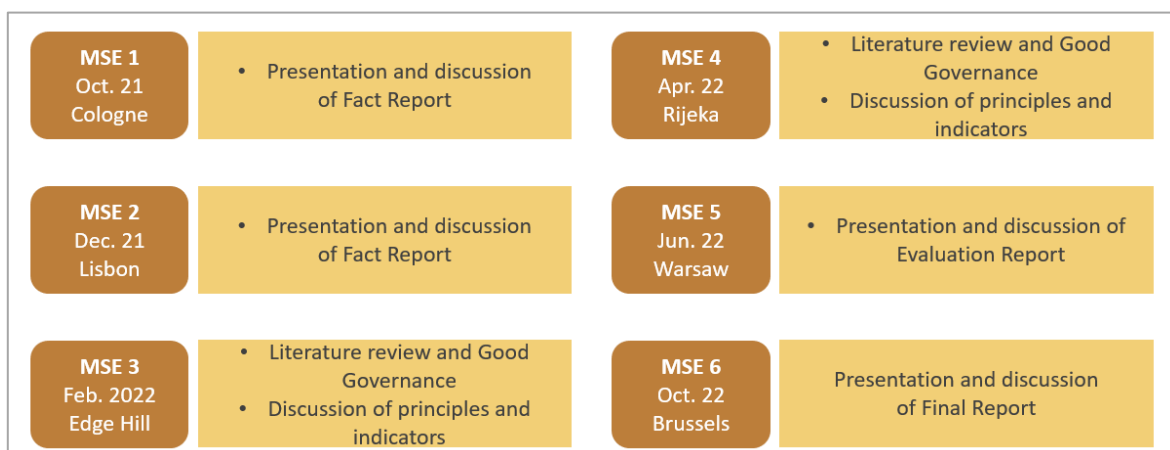 MSE 1
Oct. 21
Cologne
• Presentation and discussion
of Fact Report
MSE 2
Dec. 21
Lisbon
• Presentation and discussion
of Fact Report
MSE 3
Feb. 2022
Edge Hill
• Literature review and Good
Governance
• Discussion of principles and
indicators
MSE 4
Apr. 22
Rijeka
• Literature review and Good
Governance
• Discussion of principles and
indicators
MSE 5
Jun. 22
Warsaw
• Presentation and discussion of
Evaluation Report
MSE 6
Oct. 22
Brussels
Presentation and discussion
of Final Report